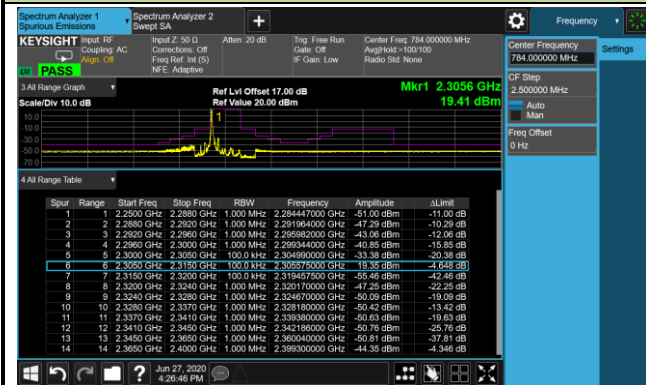 Spectrum Analyzer 1
Spurious Emissions
Spectrum Analyzer 2
Swept SA
Frequency
KEYSIGHT
Input: RF
Coupling: AC
Align: Off
Input Z: 50 Ω
Corrections: Off
Freq Ref: Int (S)
NFE: Adaptive
Atten: 20 dB
Trig: Free Run
Gate: Off
IF Gain: Low
Center Freq: 784.000000 MHz
Avg|Hold:>100/100
Radio Std: None
PASS
Center Frequency
784.000000 MHz
Settings
CF Step
2.500000 MHz
Auto
Man
Freq Offset
0 Hz
3 All Range Graph
Scale/Div 10.0 dB
Ref Lvl Offset 17.00 dB
Ref Value 20.00 dBm
Mkr1 2.3056 GHz
19.41 dBm
10.0
-10.0
-30.0
-50.0
-70.0
1
4 All Range Table
Spur Range Start Freq Stop Freq RBW Frequency Amplitude ΔLimit
1 1 2.2500 GHz 2.2880 GHz 1.000 MHz 2.284447000 GHz -51.00 dBm -11.00 dB
2 2 2.2880 GHz 2.2920 GHz 1.000 MHz 2.291964000 GHz -47.29 dBm -10.29 dB
3 3 2.2920 GHz 2.2960 GHz 1.000 MHz 2.295982000 GHz -43.06 dBm -12.06 dB
4 4 2.2960 GHz 2.3000 GHz 1.000 MHz 2.299344000 GHz -40.85 dBm -15.85 dB
5 5 2.3000 GHz 2.3050 GHz 100.0 kHz 2.304990000 GHz -33.38 dBm -20.38 dB
6 6 2.3050 GHz 2.3150 GHz 100.0 kHz 2.305575000 GHz 19.35 dBm -4.648 dB
7 7 2.3150 GHz 2.3200 GHz 100.0 kHz 2.319457500 GHz -55.46 dBm -42.46 dB
8 8 2.3200 GHz 2.3240 GHz 1.000 MHz 2.320170000 GHz -47.25 dBm -22.25 dB
9 9 2.3240 GHz 2.3280 GHz 1.000 MHz 2.324670000 GHz -50.09 dBm -19.09 dB
10 10 2.3280 GHz 2.3370 GHz 1.000 MHz 2.328180000 GHz -50.42 dBm -13.42 dB
11 11 2.3370 GHz 2.3410 GHz 1.000 MHz 2.339380000 GHz -50.63 dBm -19.63 dB
12 12 2.3410 GHz 2.3450 GHz 1.000 MHz 2.342186000 GHz -50.76 dBm -25.76 dB
13 13 2.3450 GHz 2.3650 GHz 1.000 MHz 2.360040000 GHz -50.81 dBm -37.81 dB
14 14 2.3650 GHz 2.4000 GHz 1.000 MHz 2.399300000 GHz -44.35 dBm -4.346 dB
Jun 27, 2020
4:26:46 PM